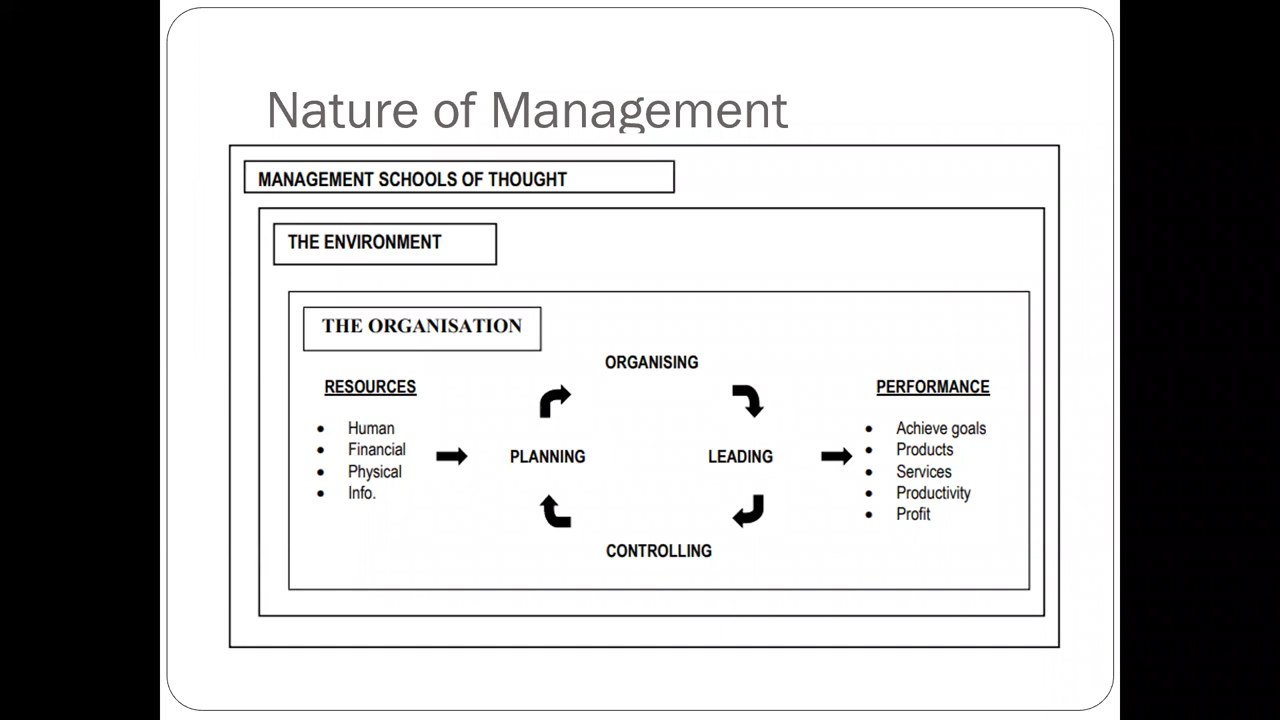 Nature of Management
MANAGEMENT SCHOOLS OF THOUGHT
THE ENVIRONMENT
THE ORGANISATION
ORGANISING
RESOURCES
PERFORMANCE
• Human
• Financial
• Physical
• Info.
PLANNING
LEADING
• Achieve goals
• Products
• Services
• Productivity
• Profit
CONTROLLING